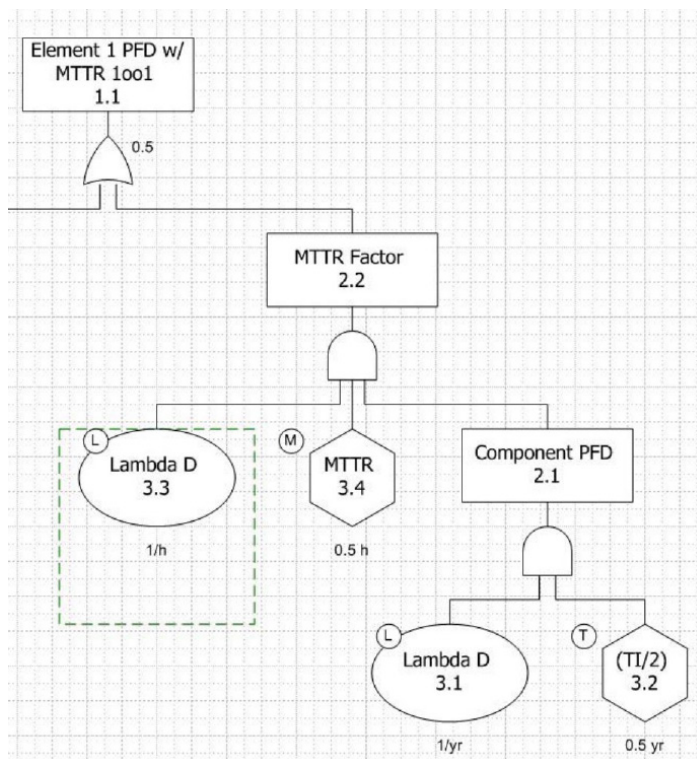 Element 1 PFD w/
MTTR 1oo1
1.1
0.5
MTTR Factor
2.2
L
Lambda D
3.3
1/h
M
MTTR
3.4
0.5 h
Component PFD
2.1
L
Lambda D
3.1
1/yr
T
(TI/2)
3.2
0.5 yr